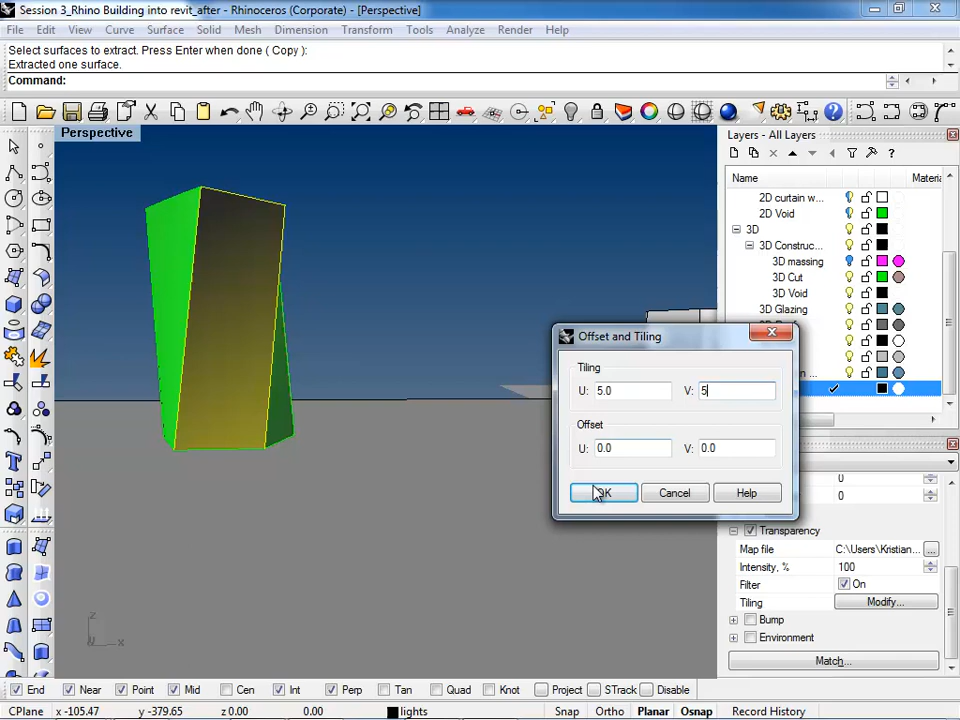 Session 3_Rhino Building into revit_after - Rhinoceros (Corporate) - [Perspective]
File Edit View Curve Surface Solid Mesh Dimension Transform Tools Analyze Render Help
Select surfaces to extract. Press Enter when done ( Copy ):
Extracted one surface.
Command:
Perspective
Layers - All Layers
Name Materia
2D curtain w...
2D Void
3D
3D Construc...
3D massing
3D Cut
3D Void
3D Glazing
Offset and Tiling
Tiling
U: 5.0 V: 5
Offset
U: 0.0 V: 0.0
OK Cancel Help
0
0
Transparency
Map file C:\Users\Kristian... ...
Intensity, % 100
Filter On
Tiling Modify...
Bump
Environment
Match...
z
x
End Near Point Mid Cen Int Perp Tan Quad Knot Project STrack Disable
CPlane x -105.47 y -379.65 z 0.00 0.00 lights Snap Ortho Planar Osnap Record History